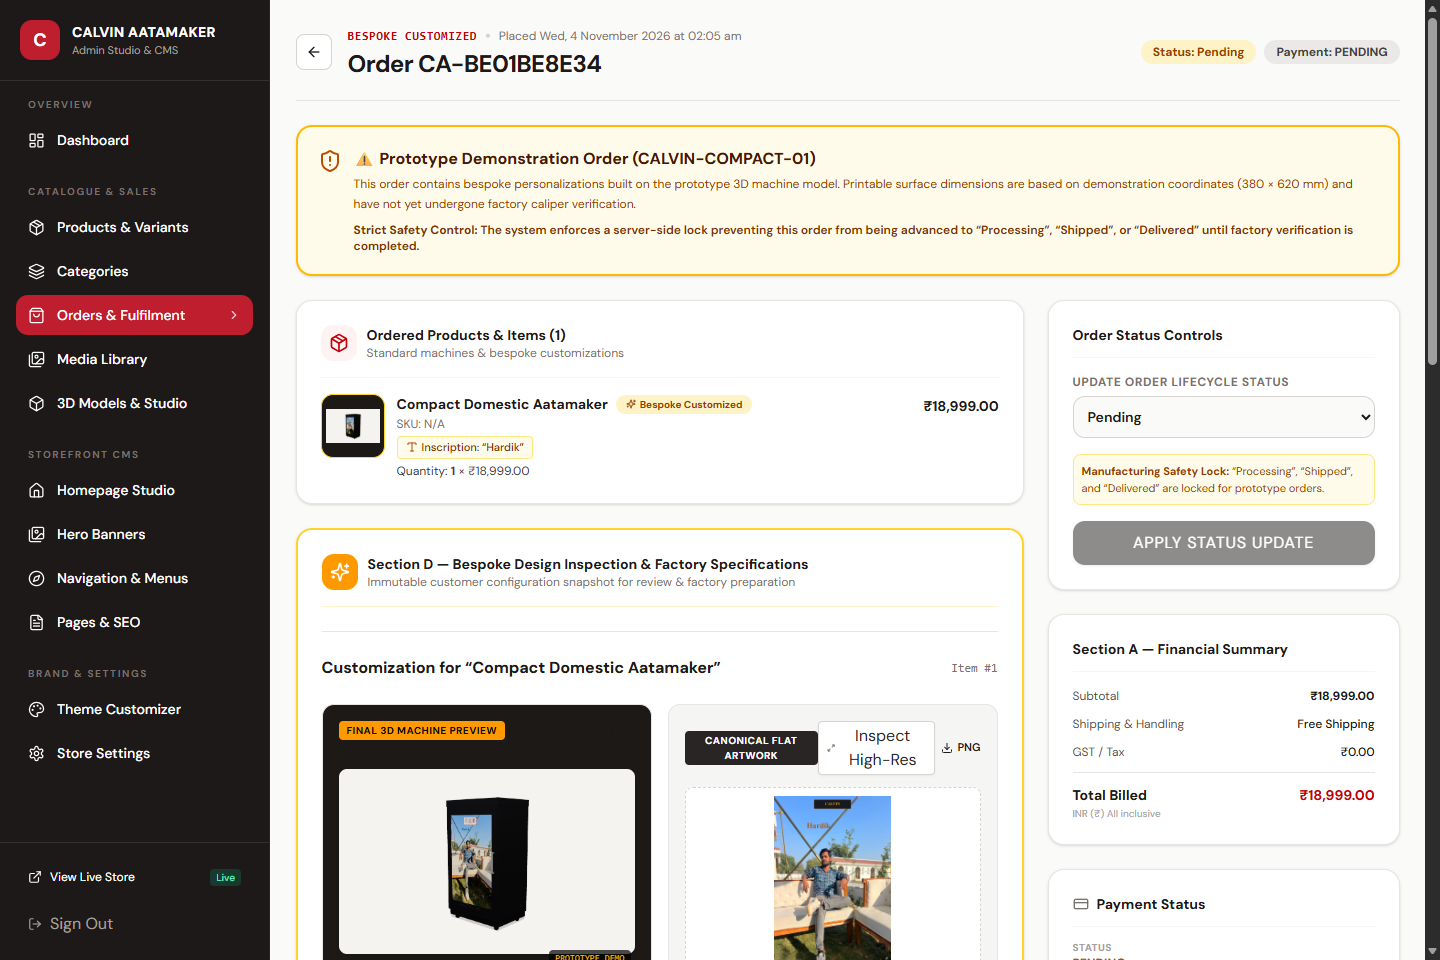 C
CALVIN AATAMAKER
Admin Studio & CMS
OVERVIEW
Dashboard
CATALOGUE & SALES
Products & Variants
Categories
Orders & Fulfilment
Media Library
3D Models & Studio
STOREFRONT CMS
Homepage Studio
Hero Banners
Navigation & Menus
Pages & SEO
BRAND & SETTINGS
Theme Customizer
Store Settings
View Live Store
Live
Sign Out
BESPOKE CUSTOMIZED • Placed Wed, 4 November 2026 at 02:05 am
Order CA-BE01BE8E34
Status: Pending
Payment: PENDING
⚠️ Prototype Demonstration Order (CALVIN-COMPACT-01)
This order contains bespoke personalizations built on the prototype 3D machine model. Printable surface dimensions are based on demonstration coordinates (380 × 620 mm) and
have not yet undergone factory caliper verification.
Strict Safety Control: The system enforces a server-side lock preventing this order from being advanced to “Processing”, “Shipped”, or “Delivered” until factory verification is
completed.
Ordered Products & Items (1)
Standard machines & bespoke customizations
Compact Domestic Aatamaker
Bespoke Customized
₹18,999.00
SKU: N/A
Inscription: “Hardik”
Quantity: 1 × ₹18,999.00
Section D — Bespoke Design Inspection & Factory Specifications
Immutable customer configuration snapshot for review & factory preparation
Customization for “Compact Domestic Aatamaker”
Item #1
FINAL 3D MACHINE PREVIEW
PROTOTYPE DEMO
CANONICAL FLAT
ARTWORK
Inspect
High-Res
PNG
CALVIN
Hardik
Order Status Controls
UPDATE ORDER LIFECYCLE STATUS
Pending
Manufacturing Safety Lock: “Processing”, “Shipped”,
and “Delivered” are locked for prototype orders.
APPLY STATUS UPDATE
Section A — Financial Summary
Subtotal
₹18,999.00
Shipping & Handling
Free Shipping
GST / Tax
₹0.00
Total Billed
₹18,999.00
INR (₹) All inclusive
Payment Status
STATUS
PENDING